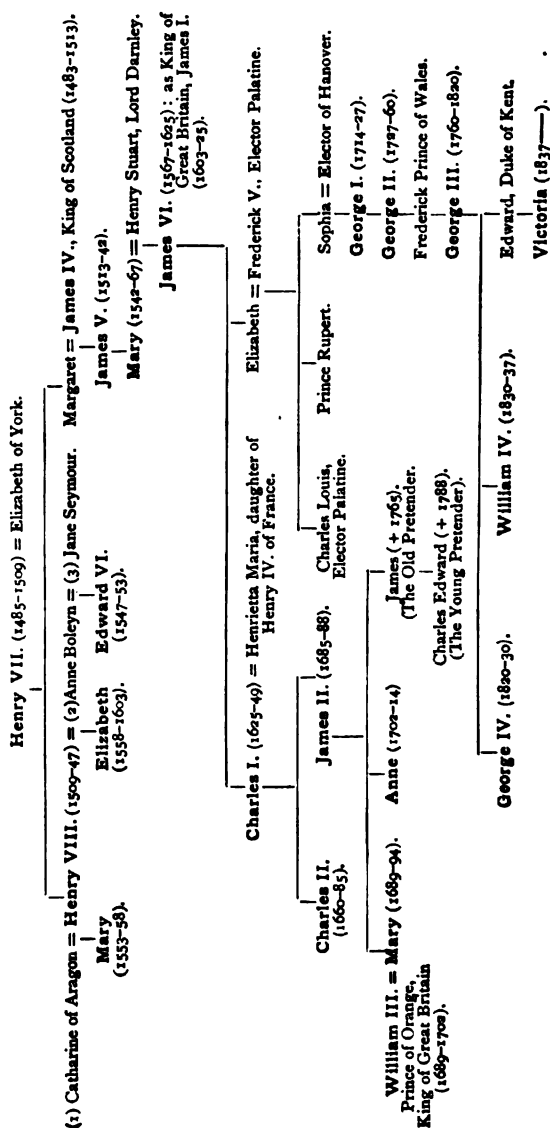 Henry VII. (1485–1509) = Elizabeth of York.
(1) Catharine of Aragon = Henry VIII. (1509–47) = (2) Anne Boleyn = (3) Jane Seymour.
Margaret = James IV., King of Scotland (1483–1513).
Mary
(1553–58).
Elizabeth
(1558–1603).
Edward VI.
(1547–53).
James V. (1513–42).
Mary (1542–67) = Henry Stuart, Lord Darnley.
James VI. (1567–1625) : as King of
Great Britain, James I.
(1603–25).
Charles I. (1625–49) = Henrietta Maria, daughter of
Henry IV. of France.
Elizabeth = Frederick V., Elector Palatine.
Charles II.
(1660–85).
James II. (1685–88).
Charles Louis,
Elector Palatine.
Prince Rupert.
Sophia = Elector of Hanover.
William III. = Mary (1689–94).
Prince of Orange,
King of Great Britain
(1689–1702).
Anne (1702–14)
James (+ 1765).
(The Old Pretender.
Charles Edward (+ 1788).
(The Young Pretender).
George I. (1714–27).
George II. (1727–60).
Frederick Prince of Wales.
George III. (1760–1820).
George IV. (1820–30).
William IV. (1830–37).
Edward, Duke of Kent.
Victoria (1837——).